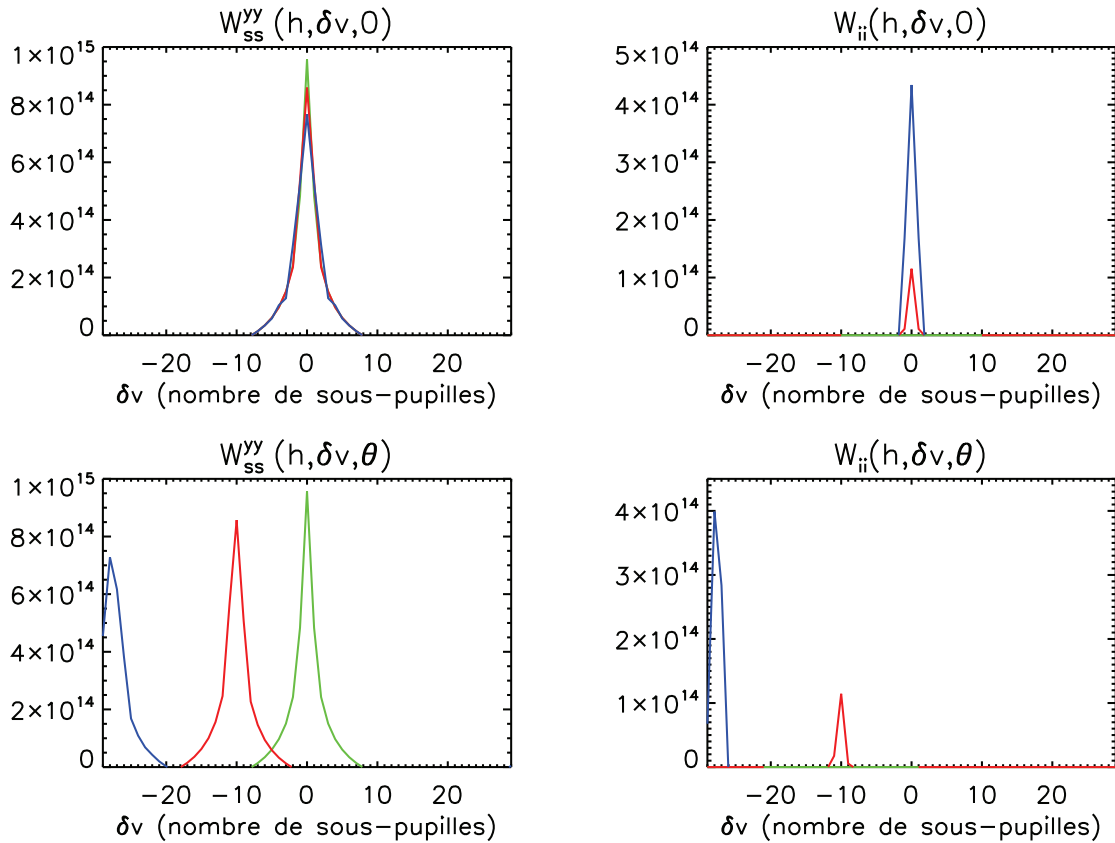 W_ss^yy (h,δv,0)
1×10^15
8×10^14
6×10^14
4×10^14
2×10^14
0
−20 −10 0 10 20
δv (nombre de sous−pupilles)
W_ii(h,δv,0)
5×10^14
4×10^14
3×10^14
2×10^14
1×10^14
0
−20 −10 0 10 20
δv (nombre de sous−pupilles)
W_ss^yy (h,δv,θ)
1×10^15
8×10^14
6×10^14
4×10^14
2×10^14
0
−20 −10 0 10 20
δv (nombre de sous−pupilles)
W_ii(h,δv,θ)
4×10^14
3×10^14
2×10^14
1×10^14
0
−20 −10 0 10 20
δv (nombre de sous−pupilles)